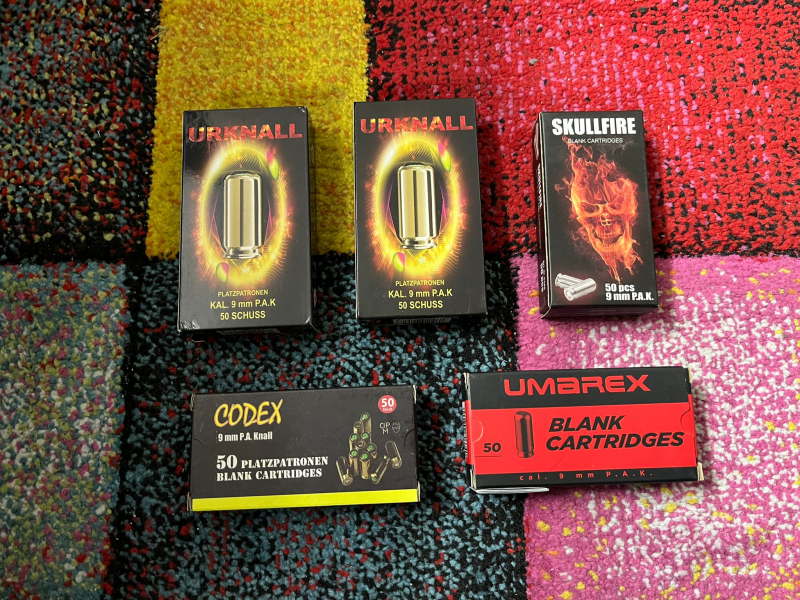 URKNALL
PLATZPATRONEN
KAL. 9 mm P.A.K
50 SCHUSS
URKNALL
PLATZPATRONEN
KAL. 9 mm P.A.K
50 SCHUSS
SKULLFIRE
BLANK CARTRIDGES
50 pcs
9 mm P.A.K.
CODEX
9 mm P.A. Knall
50 PLATZPATRONEN
BLANK CARTRIDGES
50
CIP
M
UMAREX
50
BLANK
CARTRIDGES
cal. 9 mm P.A.K.